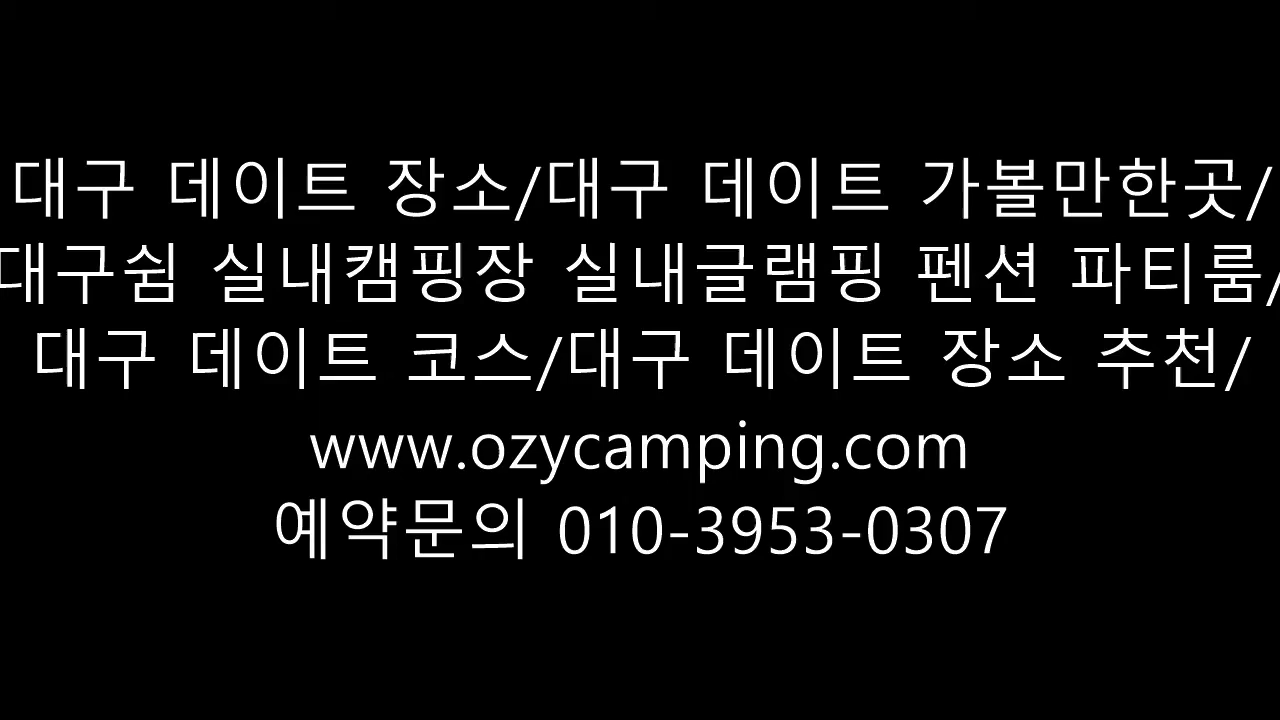 대구 데이트 장소/대구 데이트 가볼만한곳/
대구쉼 실내캠핑장 실내글램핑 펜션 파티룸/
대구 데이트 코스/대구 데이트 장소 추천/
www.ozycamping.com
예약문의 010-3953-0307